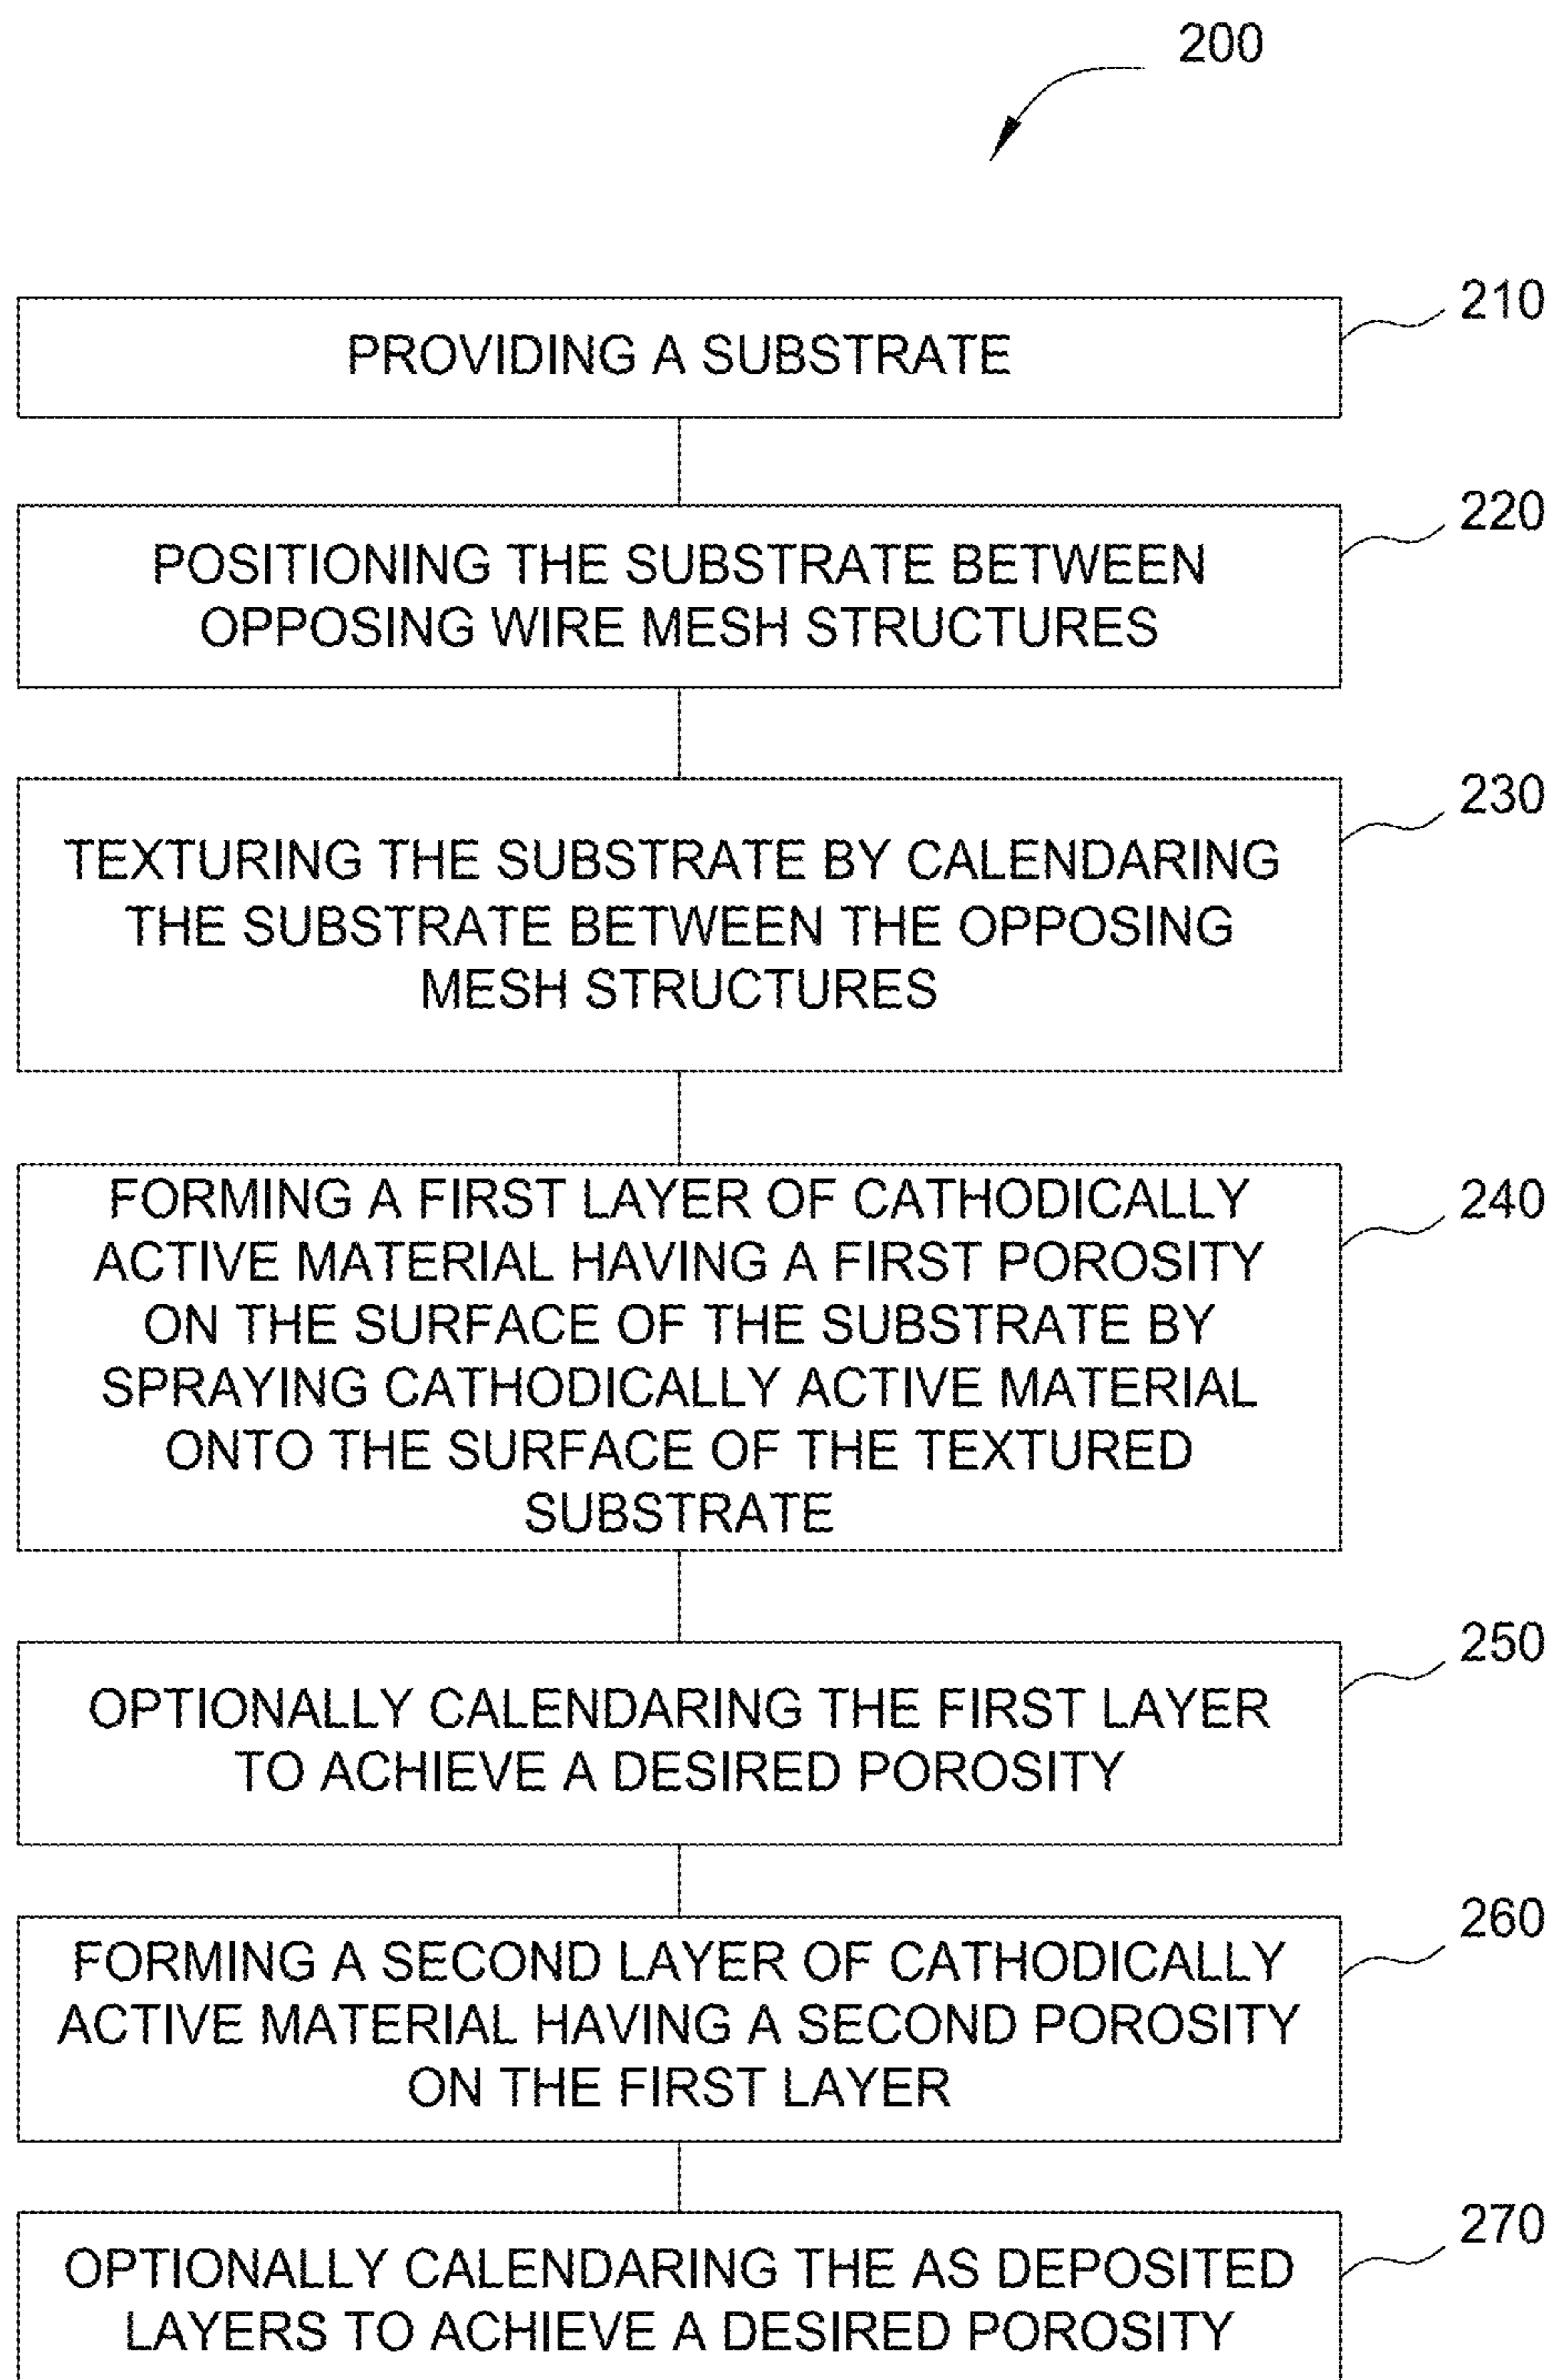 200
210
PROVIDING A SUBSTRATE
220
POSITIONING THE SUBSTRATE BETWEEN
OPPOSING WIRE MESH STRUCTURES
230
TEXTURING THE SUBSTRATE BY CALENDARING
THE SUBSTRATE BETWEEN THE OPPOSING
MESH STRUCTURES
240
FORMING A FIRST LAYER OF CATHODICALLY
ACTIVE MATERIAL HAVING A FIRST POROSITY
ON THE SURFACE OF THE SUBSTRATE BY
SPRAYING CATHODICALLY ACTIVE MATERIAL
ONTO THE SURFACE OF THE TEXTURED
SUBSTRATE
250
OPTIONALLY CALENDARING THE FIRST LAYER
TO ACHIEVE A DESIRED POROSITY
260
FORMING A SECOND LAYER OF CATHODICALLY
ACTIVE MATERIAL HAVING A SECOND POROSITY
ON THE FIRST LAYER
270
OPTIONALLY CALENDARING THE AS DEPOSITED
LAYERS TO ACHIEVE A DESIRED POROSITY